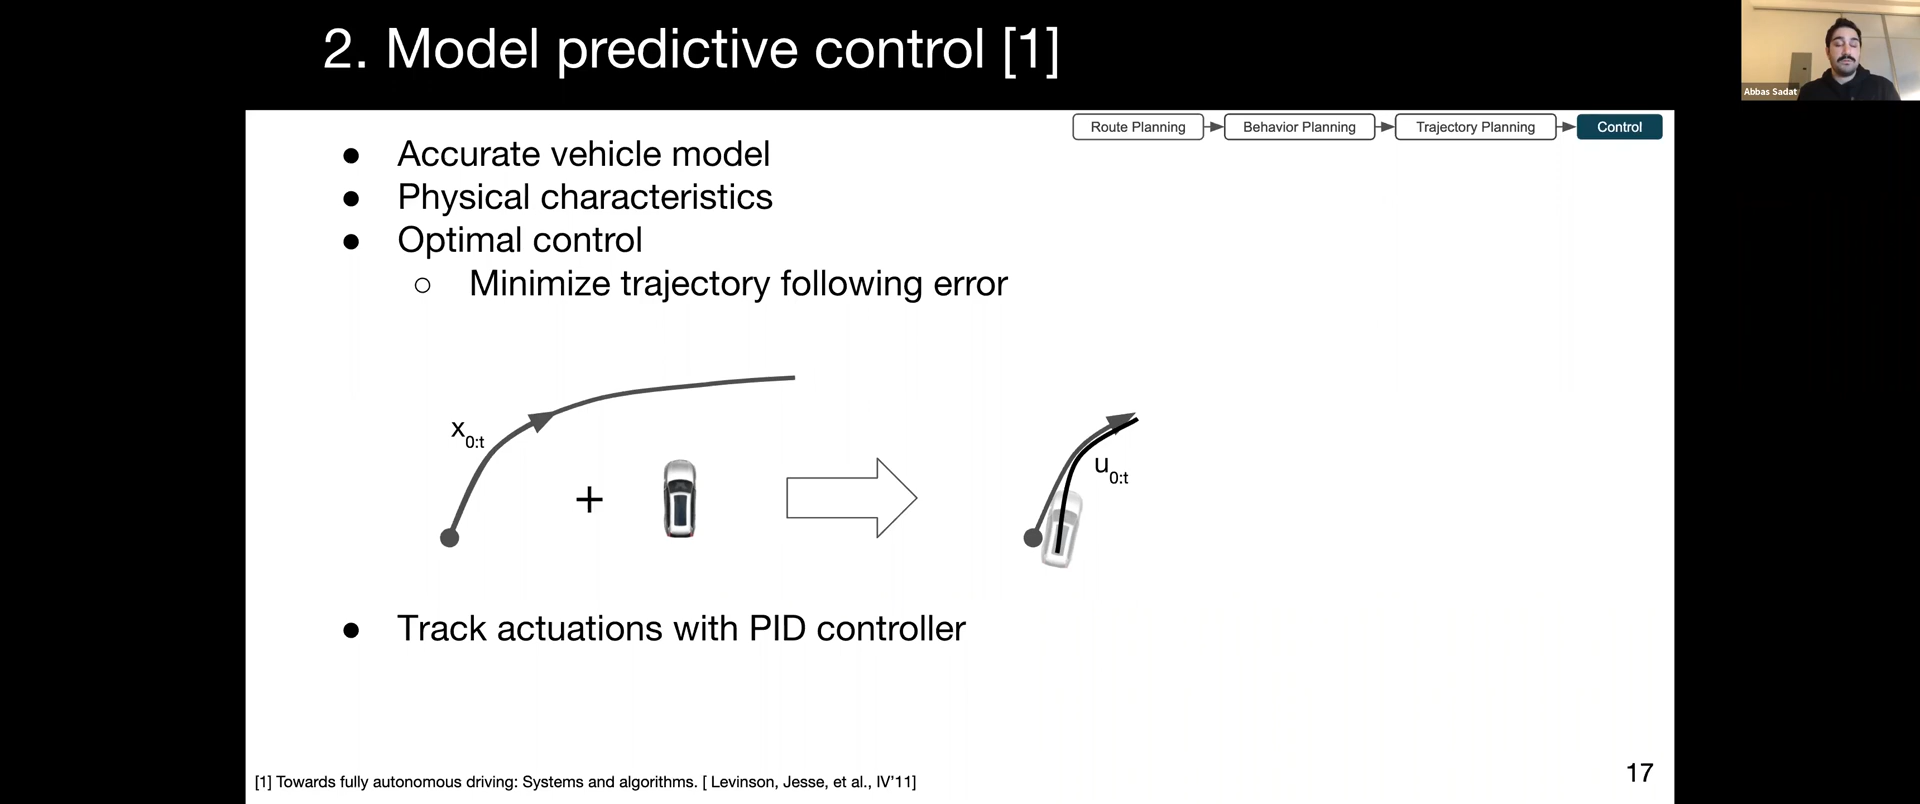 2. Model predictive control [1]
Abbas Sadat
Route Planning
Behavior Planning
Trajectory Planning
Control
● Accurate vehicle model
● Physical characteristics
● Optimal control
○ Minimize trajectory following error
x0:t
+
u0:t
● Track actuations with PID controller
[1] Towards fully autonomous driving: Systems and algorithms. [ Levinson, Jesse, et al., IV'11]
17